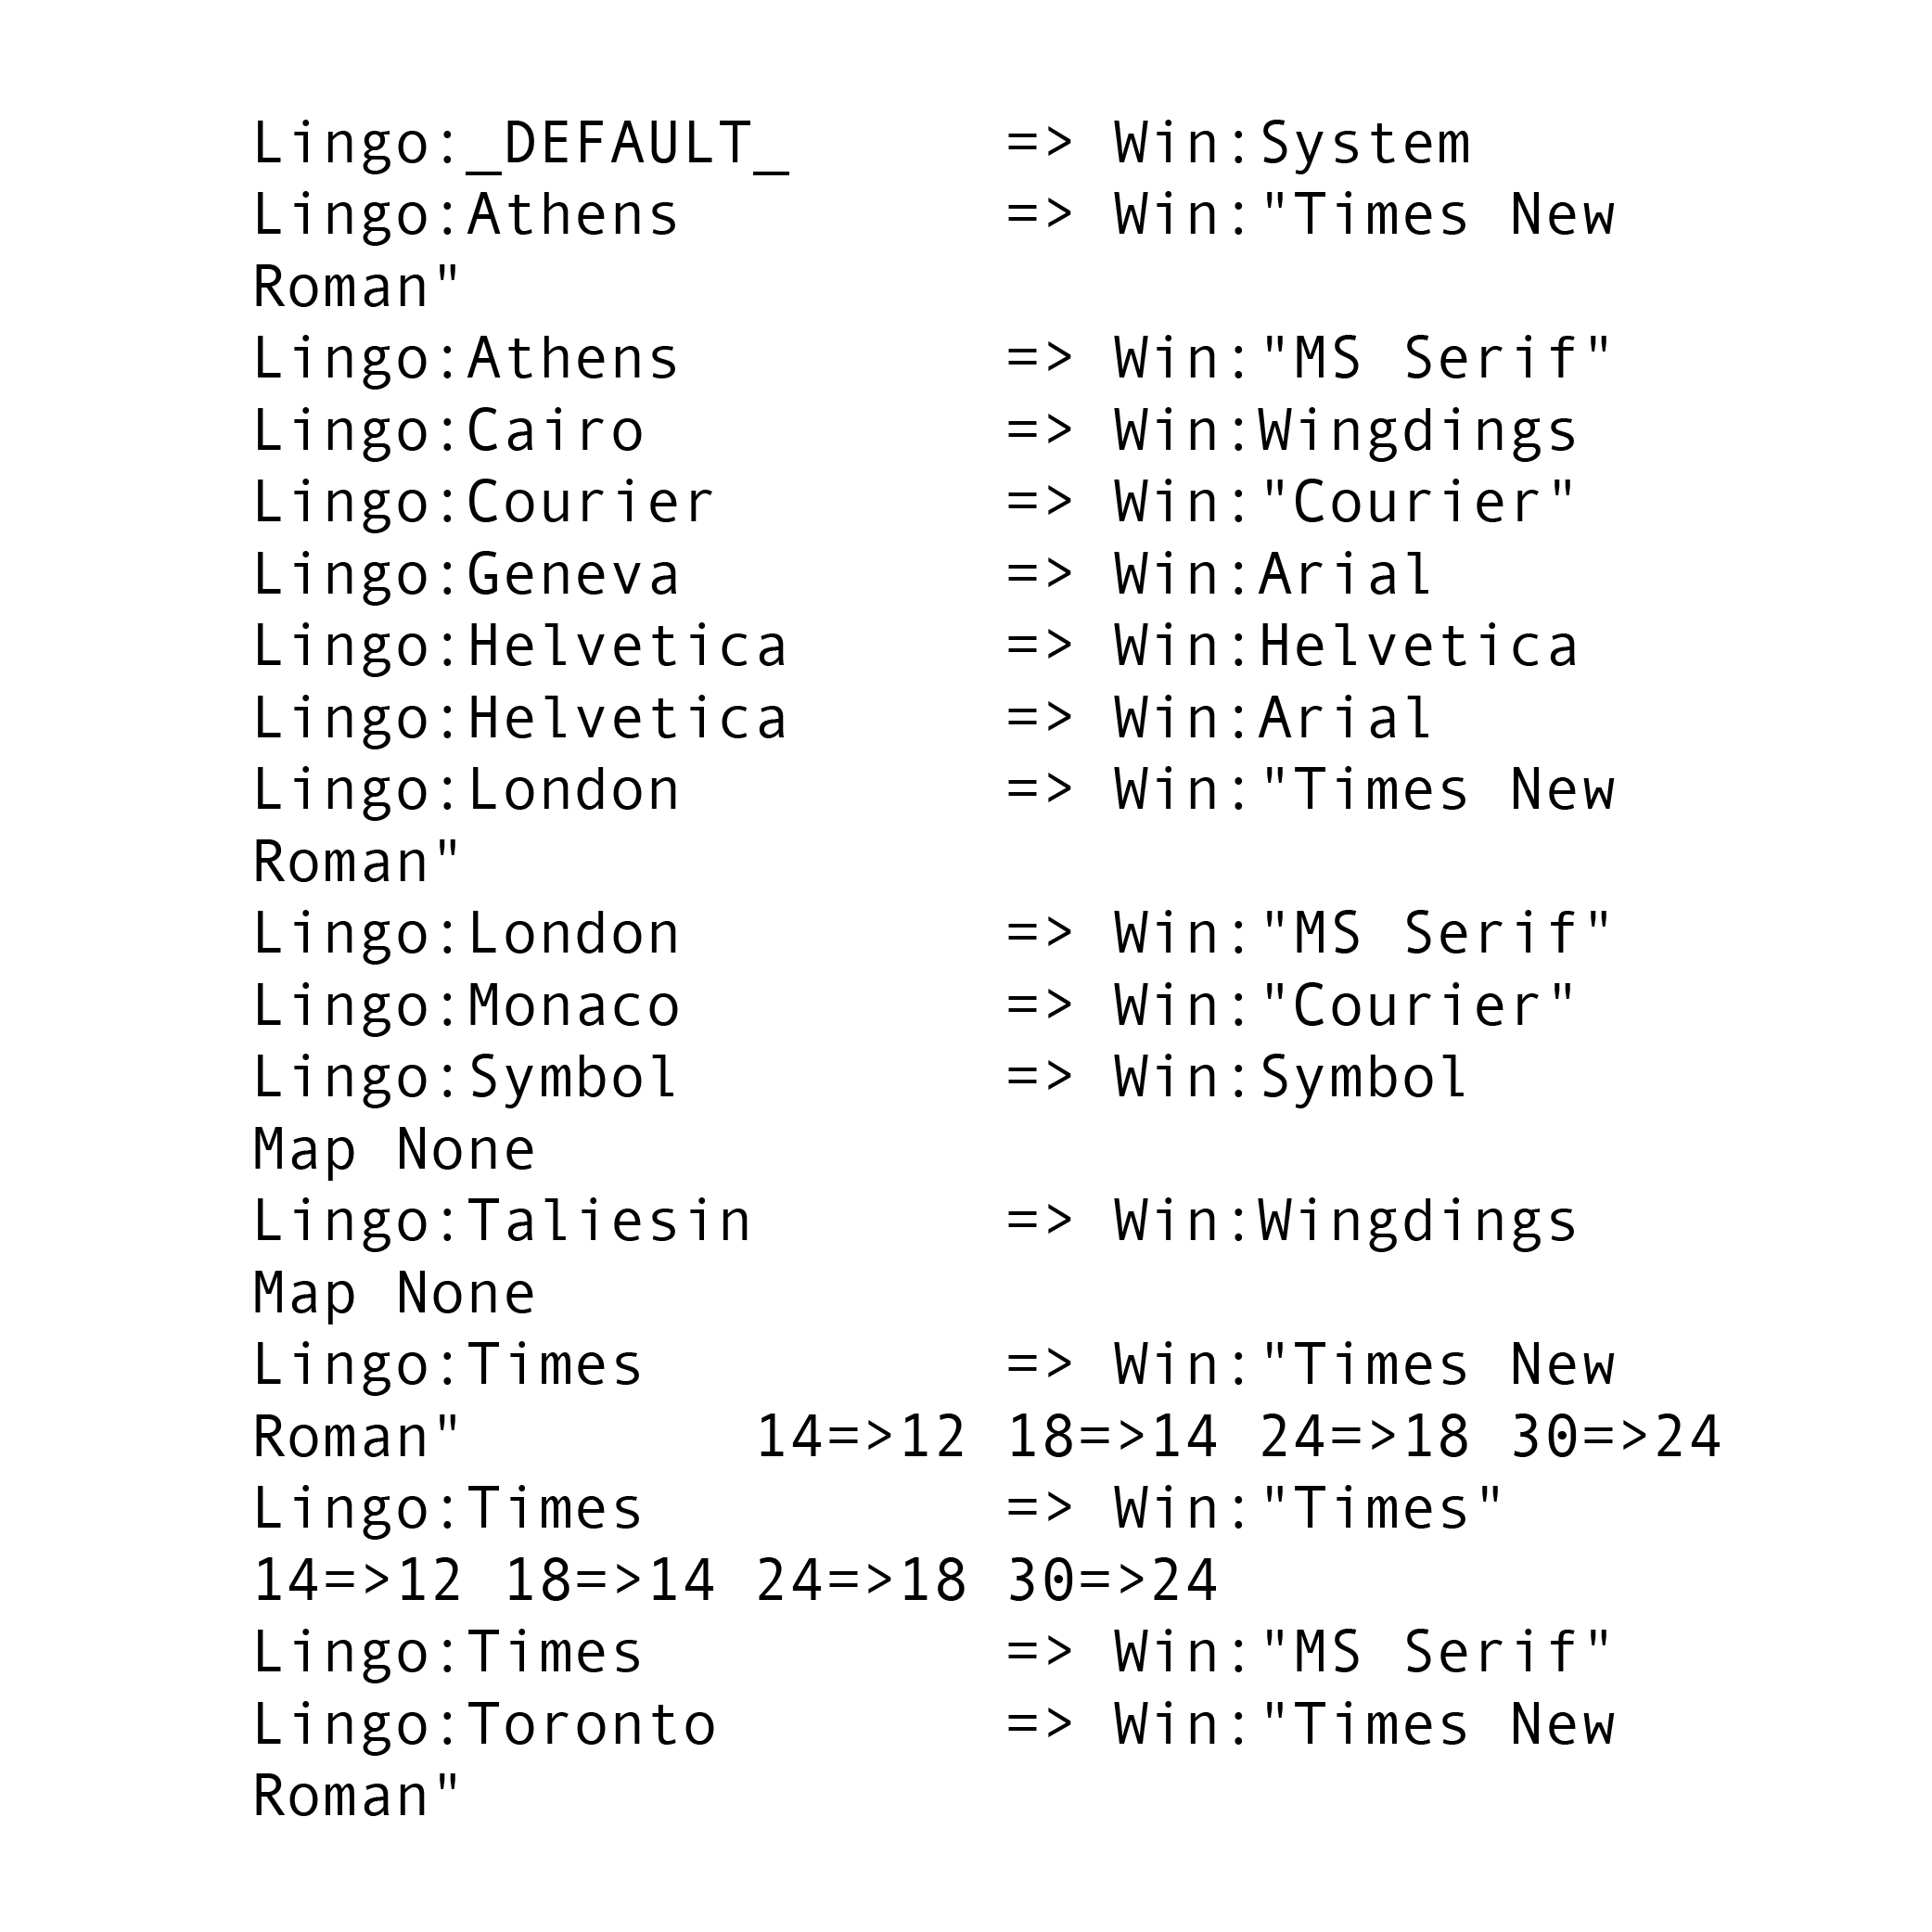 Lingo:_DEFAULT_      => Win:System
Lingo:Athens         => Win:"Times New
Roman"
Lingo:Athens         => Win:"MS Serif"
Lingo:Cairo          => Win:Wingdings
Lingo:Courier        => Win:"Courier"
Lingo:Geneva         => Win:Arial
Lingo:Helvetica      => Win:Helvetica
Lingo:Helvetica      => Win:Arial
Lingo:London         => Win:"Times New
Roman"
Lingo:London         => Win:"MS Serif"
Lingo:Monaco         => Win:"Courier"
Lingo:Symbol         => Win:Symbol
Map None
Lingo:Taliesin       => Win:Wingdings
Map None
Lingo:Times          => Win:"Times New
Roman"        14=>12 18=>14 24=>18 30=>24
Lingo:Times          => Win:"Times"
14=>12 18=>14 24=>18 30=>24
Lingo:Times          => Win:"MS Serif"
Lingo:Toronto        => Win:"Times New
Roman"